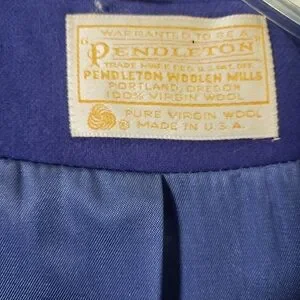 WARRANTED TO BE A
"PENDLETON"
TRADE MARK REG. U.S. PAT. OFF.
PENDLETON WOOLEN MILLS
PORTLAND, OREGON
100% VIRGIN WOOL
PURE VIRGIN WOOL
® MADE IN U.S.A.